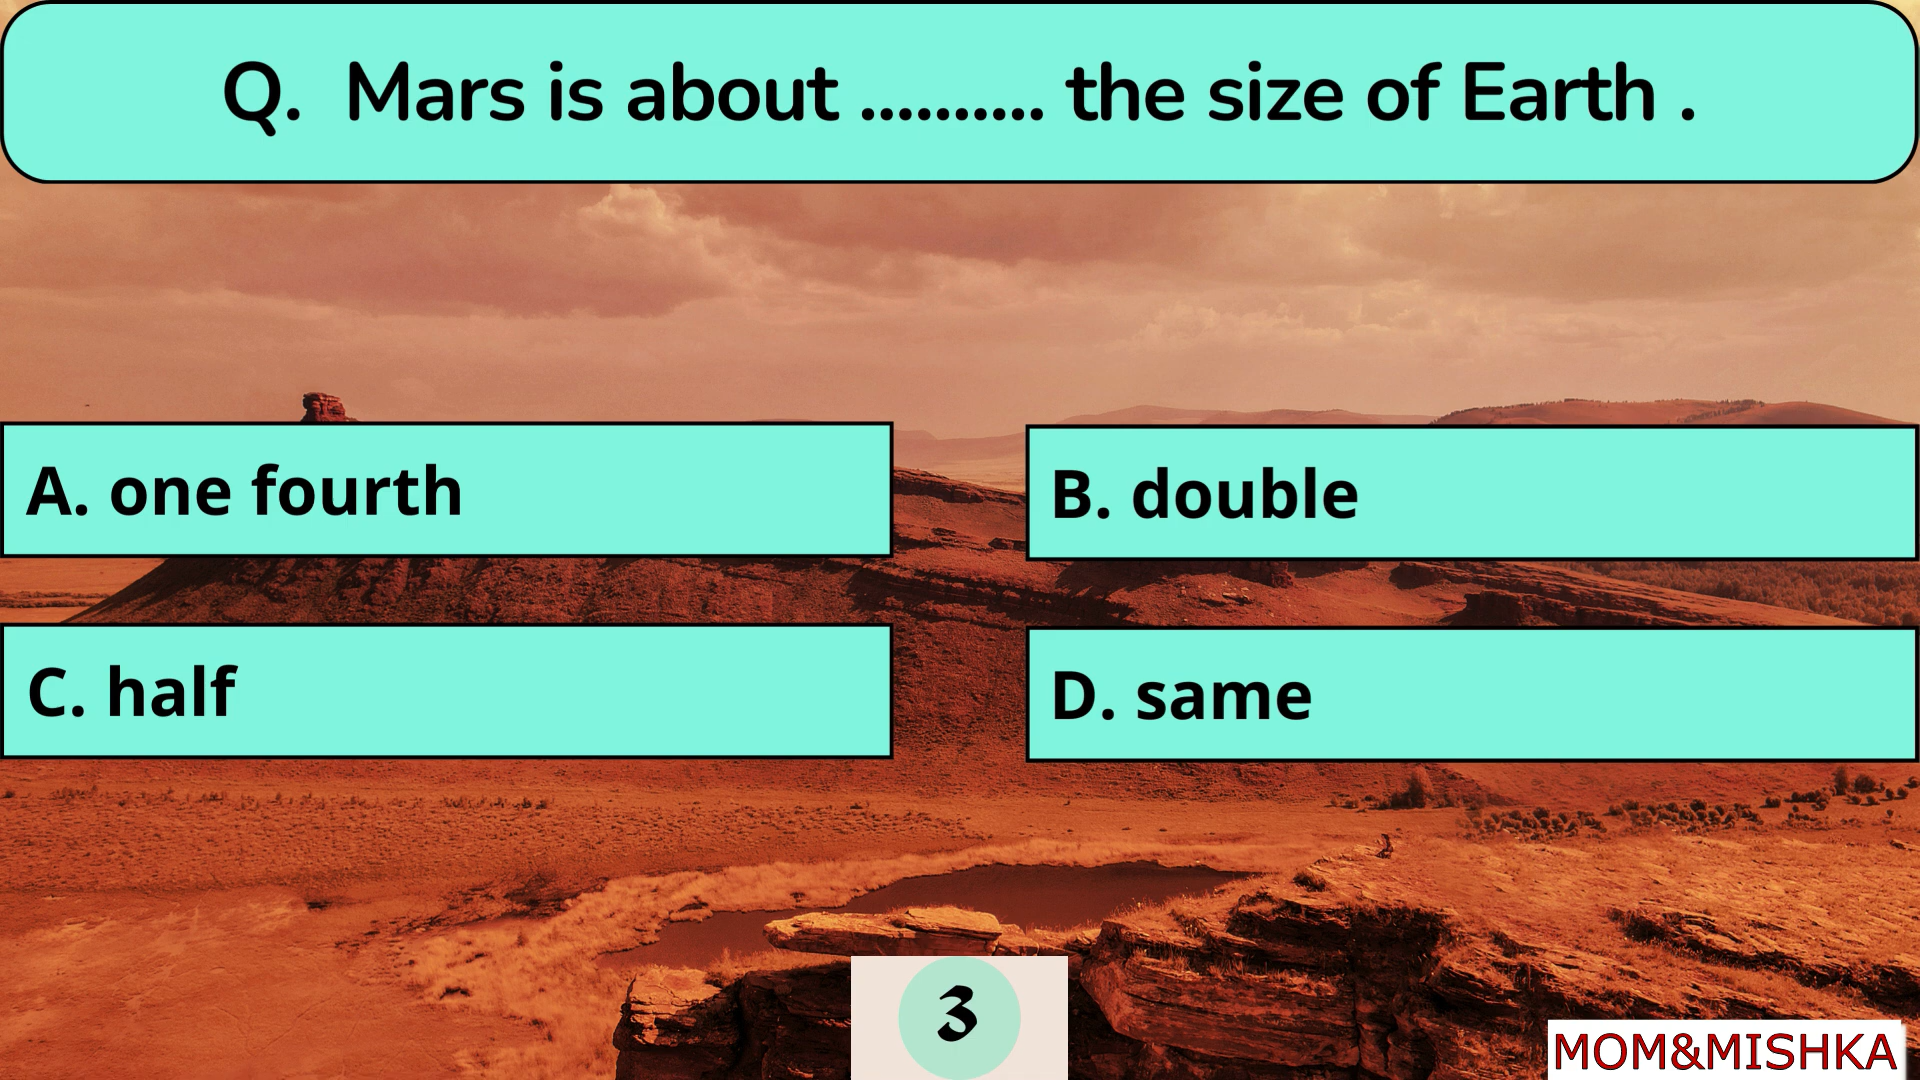 Q. Mars is about .......... the size of Earth .
A. one fourth
B. double
C. half
D. same
3
MOM&MISHKA